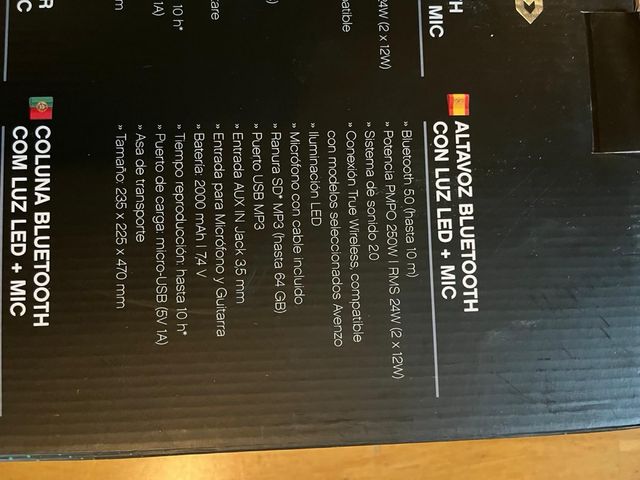 TH
MIC
24W (2 x 12W)
patible
are
10 h*
1A)
m
R
C
ALTAVOZ BLUETOOTH
CON LUZ LED + MIC
» Bluetooth 5.0 (hasta 10 m)
» Potencia PMPO 250W | RMS 24W (2 x 12W)
» Sistema de sonido 2.0
» Conexión True Wireless, compatible
con modelos seleccionados Avenzo
» Iluminación LED
» Micrófono con cable incluido
» Ranura SD* MP3 (hasta 64 GB)
» Puerto USB MP3
» Entrada AUX IN Jack 3,5 mm
» Entrada para Micrófono y Guitarra
» Batería: 2000 mAh | 7.4 V
» Tiempo reproducción: hasta 10 h*
» Puerto de carga: micro-USB (5V 1A)
» Asa de transporte
» Tamaño: 235 x 225 x 470 mm
COLUNA BLUETOOTH
COM LUZ LED + MIC